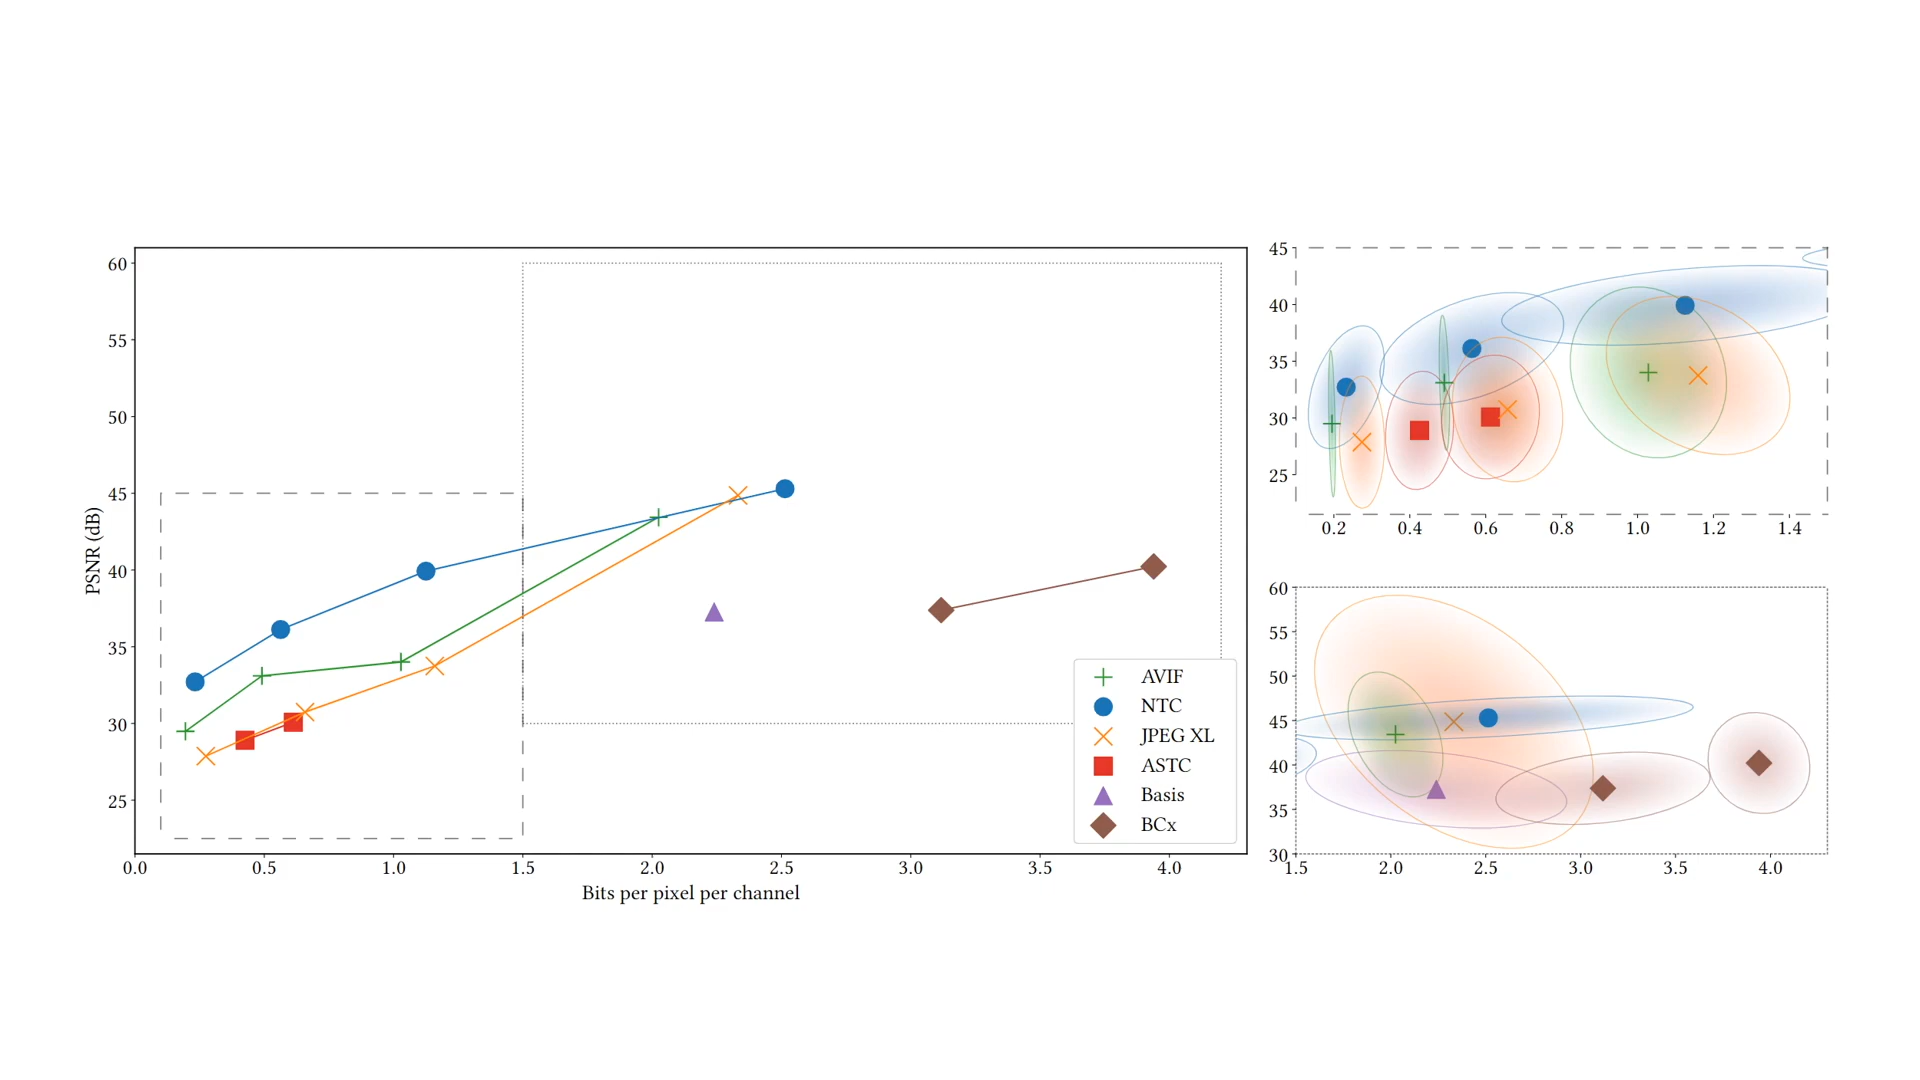 60
55
50
45
40
35
30
25
PSNR (dB)
0.0 0.5 1.0 1.5 2.0 2.5 3.0 3.5 4.0
Bits per pixel per channel
AVIF
NTC
JPEG XL
ASTC
Basis
BCx
45
40
35
30
25
0.2 0.4 0.6 0.8 1.0 1.2 1.4
60
55
50
45
40
35
30
1.5 2.0 2.5 3.0 3.5 4.0